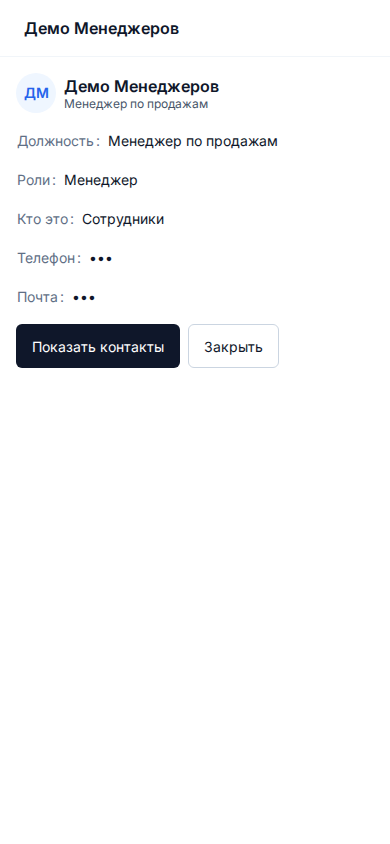 Демо Менеджеров
ДМ
Демо Менеджеров
Менеджер по продажам
Должность: Менеджер по продажам
Роли: Менеджер
Кто это: Сотрудники
Телефон: •••
Почта: •••
Показать контакты
Закрыть